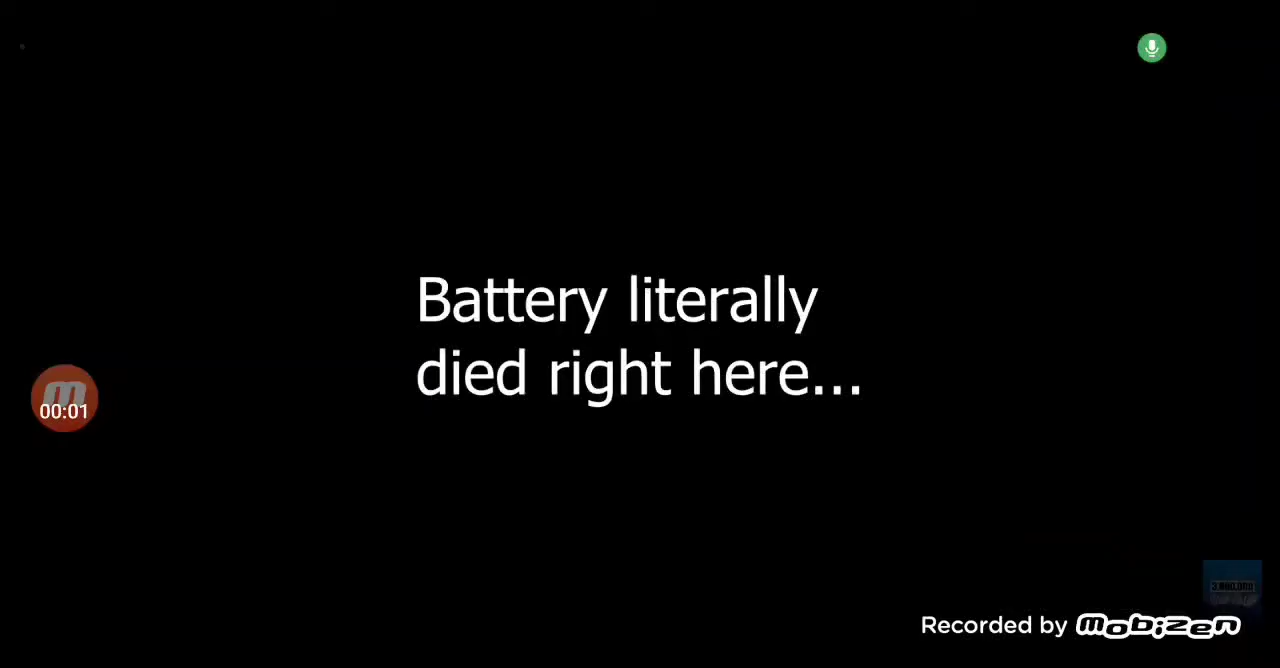 Battery literally
died right here...
00:01
Recorded by mobizen